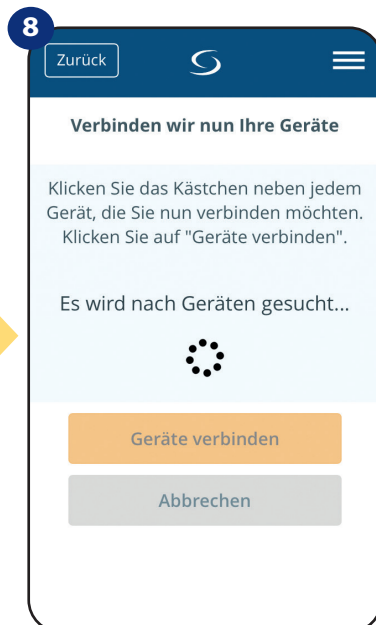 8
Zurück
Verbinden wir nun Ihre Geräte
Klicken Sie das Kästchen neben jedem
Gerät, die Sie nun verbinden möchten.
Klicken Sie auf "Geräte verbinden".
Es wird nach Geräten gesucht...
Geräte verbinden
Abbrechen